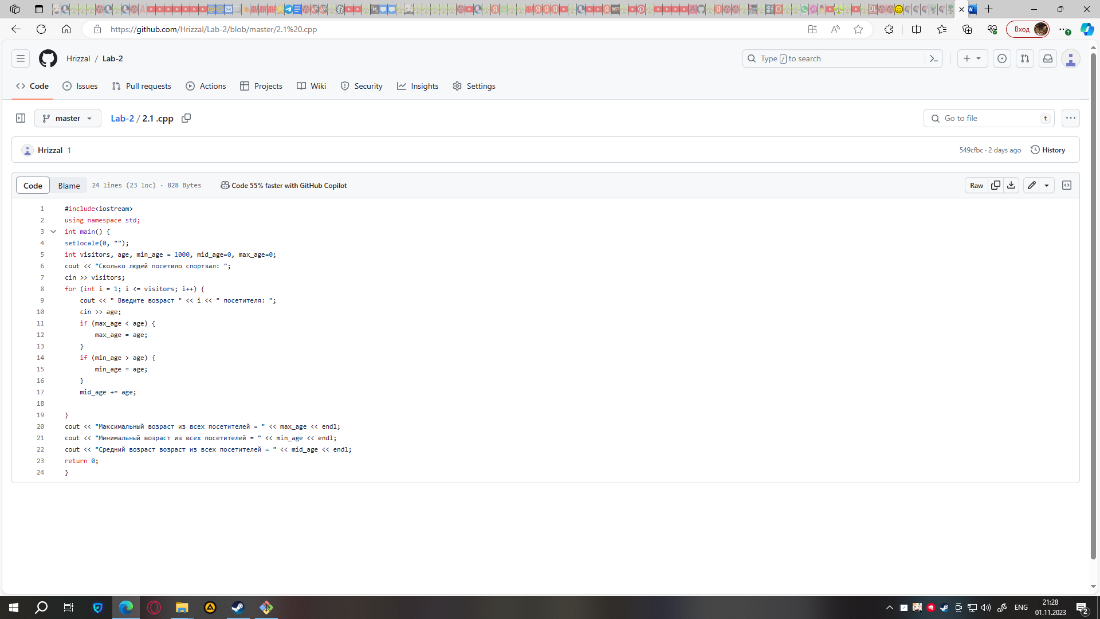 https://github.com/Hrizzal/Lab-2/blob/master/2.1%20.cpp
Вход
Hrizzal / Lab-2
Type / to search
Code
Issues
Pull requests
Actions
Projects
Wiki
Security
Insights
Settings
master
Lab-2 / 2.1 .cpp
Go to file
t
Hrizzal 1
549cfbc · 2 days ago
History
Code
Blame
24 lines (23 loc) · 828 Bytes
Code 55% faster with GitHub Copilot
Raw
1 #include<iostream>
2 using namespace std;
3 int main() {
4 setlocale(0, "");
5 int visitors, age, min_age = 1000, mid_age=0, max_age=0;
6 cout << "Сколько людей посетило спортзал: ";
7 cin >> visitors;
8 for (int i = 1; i <= visitors; i++) {
9 cout << " Введите возраст " << i << " посетителя: ";
10 cin >> age;
11 if (max_age < age) {
12 max_age = age;
13 }
14 if (min_age > age) {
15 min_age = age;
16 }
17 mid_age += age;
18
19 }
20 cout << "Максимальный возраст из всех посетителей = " << max_age << endl;
21 cout << "Минимальный возраст из всех посетителей = " << min_age << endl;
22 cout << "Средний возраст возраст из всех посетителей = " << mid_age << endl;
23 return 0;
24 }
ENG
21:28
01.11.2023
2